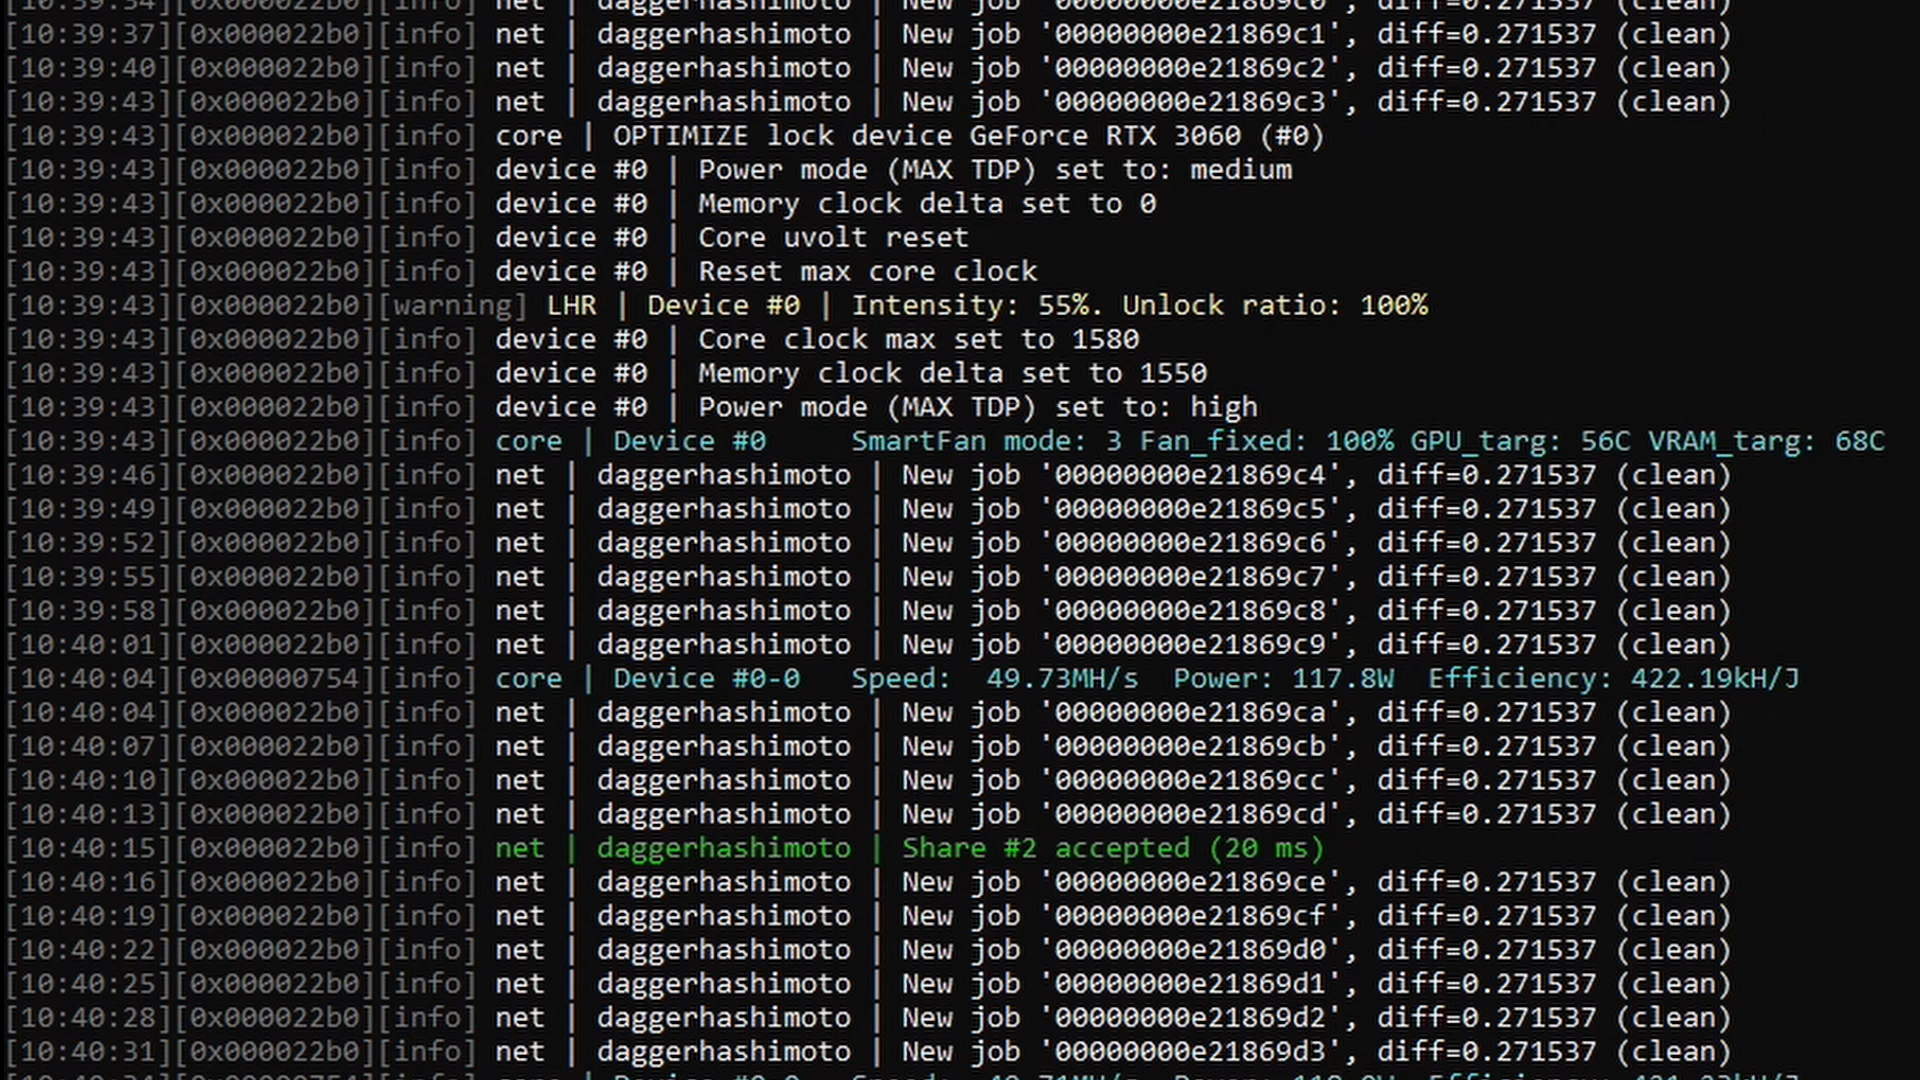 [10:39:34][0x000022b0][info] net | daggerhashimoto | New job '00000000e21869c0', diff=0.271537 (clean)
[10:39:37][0x000022b0][info] net | daggerhashimoto | New job '00000000e21869c1', diff=0.271537 (clean)
[10:39:40][0x000022b0][info] net | daggerhashimoto | New job '00000000e21869c2', diff=0.271537 (clean)
[10:39:43][0x000022b0][info] net | daggerhashimoto | New job '00000000e21869c3', diff=0.271537 (clean)
[10:39:43][0x000022b0][info] core | OPTIMIZE lock device GeForce RTX 3060 (#0)
[10:39:43][0x000022b0][info] device #0 | Power mode (MAX TDP) set to: medium
[10:39:43][0x000022b0][info] device #0 | Memory clock delta set to 0
[10:39:43][0x000022b0][info] device #0 | Core uvolt reset
[10:39:43][0x000022b0][info] device #0 | Reset max core clock
[10:39:43][0x000022b0][warning] LHR | Device #0 | Intensity: 55%. Unlock ratio: 100%
[10:39:43][0x000022b0][info] device #0 | Core clock max set to 1580
[10:39:43][0x000022b0][info] device #0 | Memory clock delta set to 1550
[10:39:43][0x000022b0][info] device #0 | Power mode (MAX TDP) set to: high
[10:39:43][0x000022b0][info] core | Device #0 SmartFan mode: 3 Fan_fixed: 100% GPU_targ: 56C VRAM_targ: 68C
[10:39:46][0x000022b0][info] net | daggerhashimoto | New job '00000000e21869c4', diff=0.271537 (clean)
[10:39:49][0x000022b0][info] net | daggerhashimoto | New job '00000000e21869c5', diff=0.271537 (clean)
[10:39:52][0x000022b0][info] net | daggerhashimoto | New job '00000000e21869c6', diff=0.271537 (clean)
[10:39:55][0x000022b0][info] net | daggerhashimoto | New job '00000000e21869c7', diff=0.271537 (clean)
[10:39:58][0x000022b0][info] net | daggerhashimoto | New job '00000000e21869c8', diff=0.271537 (clean)
[10:40:01][0x000022b0][info] net | daggerhashimoto | New job '00000000e21869c9', diff=0.271537 (clean)
[10:40:04][0x00000754][info] core | Device #0-0 Speed: 49.73MH/s Power: 117.8W Efficiency: 422.19kH/J
[10:40:04][0x000022b0][info] net | daggerhashimoto | New job '00000000e21869ca', diff=0.271537 (clean)
[10:40:07][0x000022b0][info] net | daggerhashimoto | New job '00000000e21869cb', diff=0.271537 (clean)
[10:40:10][0x000022b0][info] net | daggerhashimoto | New job '00000000e21869cc', diff=0.271537 (clean)
[10:40:13][0x000022b0][info] net | daggerhashimoto | New job '00000000e21869cd', diff=0.271537 (clean)
[10:40:15][0x000022b0][info] net | daggerhashimoto | Share #2 accepted (20 ms)
[10:40:16][0x000022b0][info] net | daggerhashimoto | New job '00000000e21869ce', diff=0.271537 (clean)
[10:40:19][0x000022b0][info] net | daggerhashimoto | New job '00000000e21869cf', diff=0.271537 (clean)
[10:40:22][0x000022b0][info] net | daggerhashimoto | New job '00000000e21869d0', diff=0.271537 (clean)
[10:40:25][0x000022b0][info] net | daggerhashimoto | New job '00000000e21869d1', diff=0.271537 (clean)
[10:40:28][0x000022b0][info] net | daggerhashimoto | New job '00000000e21869d2', diff=0.271537 (clean)
[10:40:31][0x000022b0][info] net | daggerhashimoto | New job '00000000e21869d3', diff=0.271537 (clean)